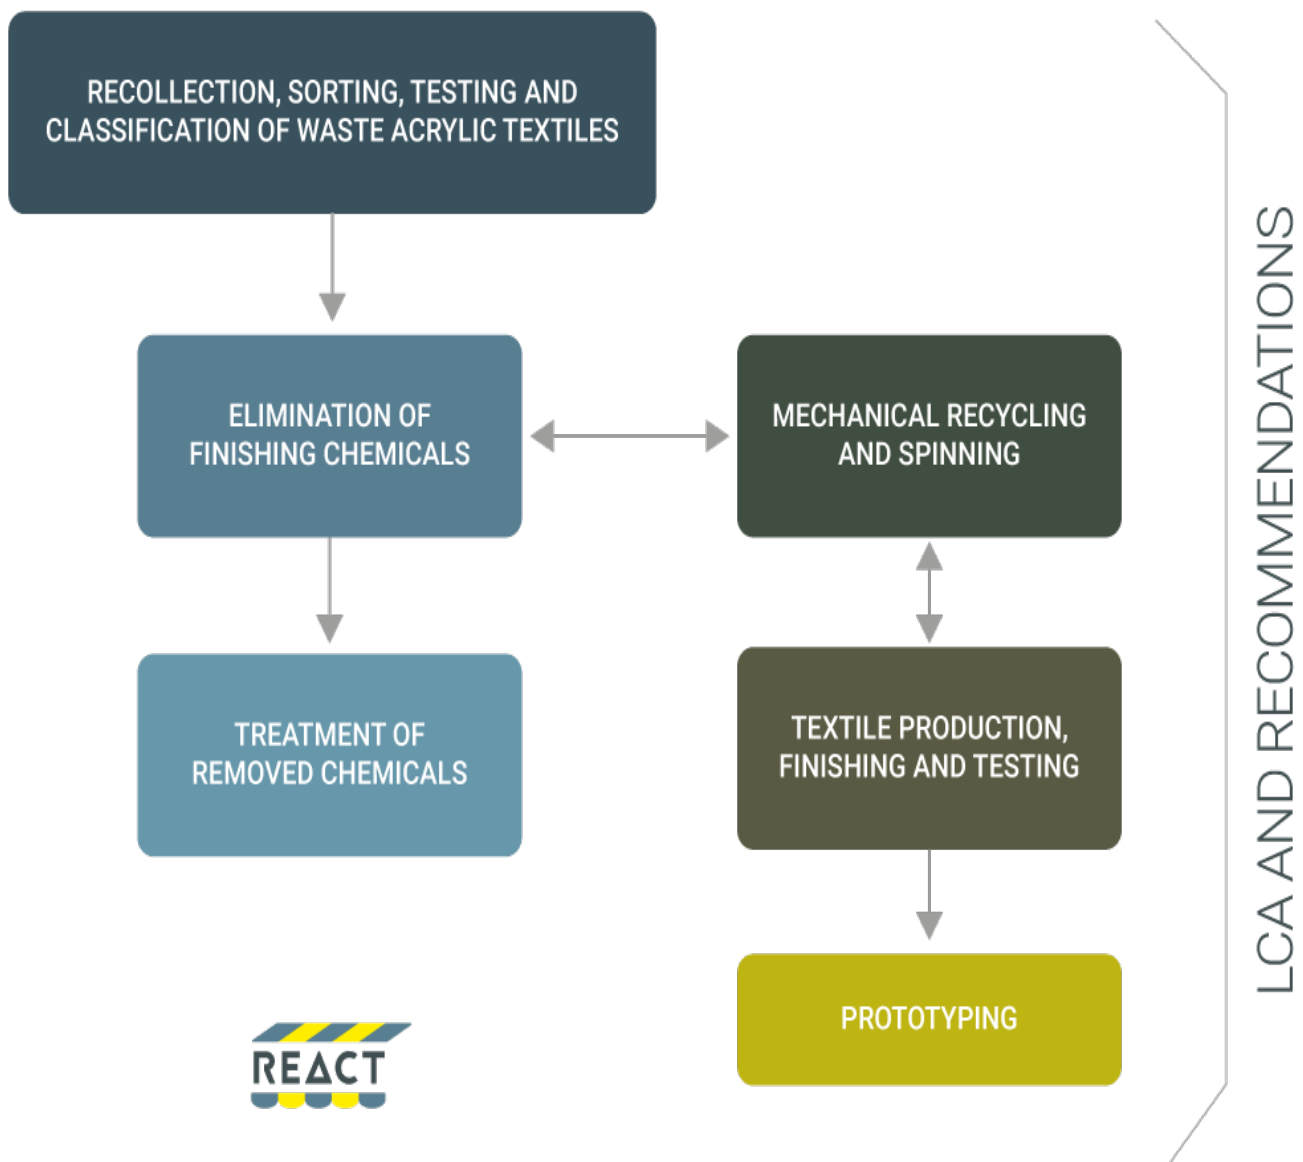 RECOLLECTION, SORTING, TESTING AND
CLASSIFICATION OF WASTE ACRYLIC TEXTILES
ELIMINATION OF
FINISHING CHEMICALS
MECHANICAL RECYCLING
AND SPINNING
TREATMENT OF
REMOVED CHEMICALS
TEXTILE PRODUCTION,
FINISHING AND TESTING
PROTOTYPING
REACT
LCA AND RECOMMENDATIONS